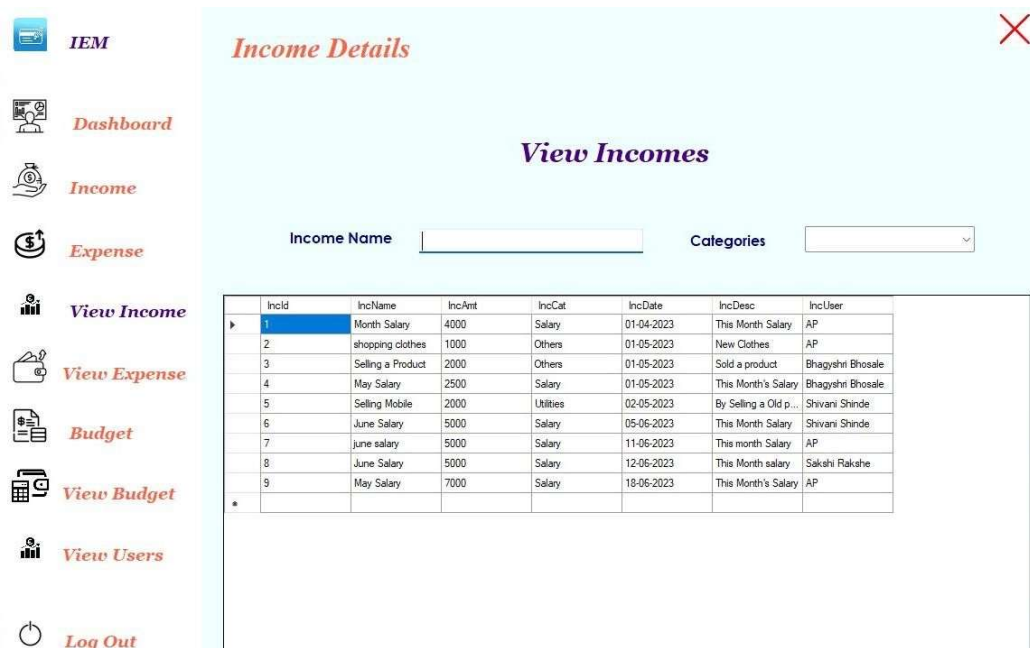 IEM
Dashboard
Income
Expense
View Income
View Expense
Budget
View Budget
View Users
Log Out
Income Details
View Incomes
Income Name Categories
IncId IncName IncAmt IncCat IncDate IncDesc IncUser
1 Month Salary 4000 Salary 01-04-2023 This Month Salary AP
2 shopping clothes 1000 Others 01-05-2023 New Clothes AP
3 Selling a Product 2000 Others 01-05-2023 Sold a product Bhagyshri Bhosale
4 May Salary 2500 Salary 01-05-2023 This Month's Salary Bhagyshri Bhosale
5 Selling Mobile 2000 Utilities 02-05-2023 By Selling a Old p... Shivani Shinde
6 June Salary 5000 Salary 05-06-2023 This Month Salary Shivani Shinde
7 june salary 5000 Salary 11-06-2023 This month Salary AP
8 June Salary 5000 Salary 12-06-2023 This Month salary Sakshi Rakshe
9 May Salary 7000 Salary 18-06-2023 This Month's Salary AP